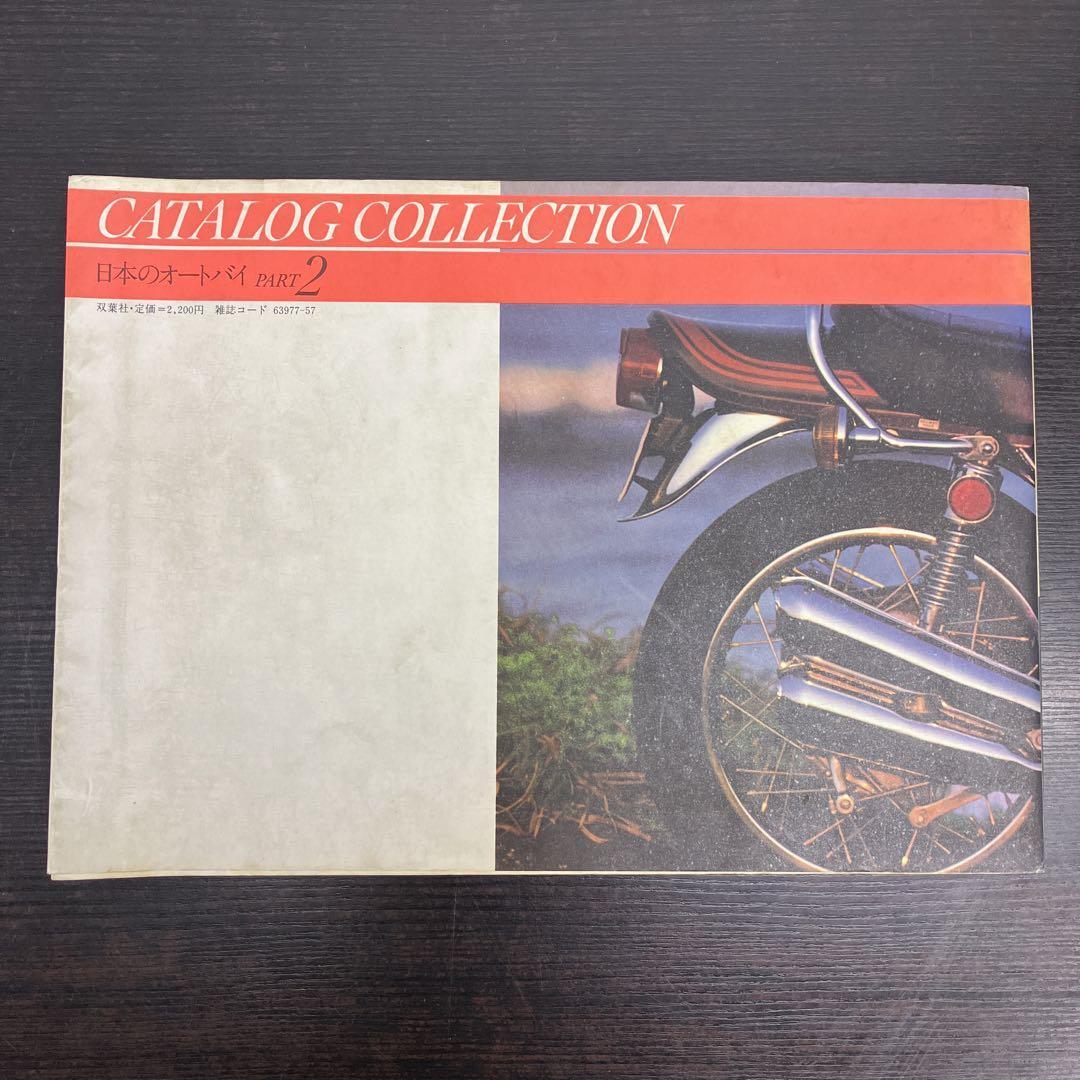 CATALOG COLLECTION
日本のオートバイ PART 2
双葉社・定価=2,200円 雑誌コード 63977-57